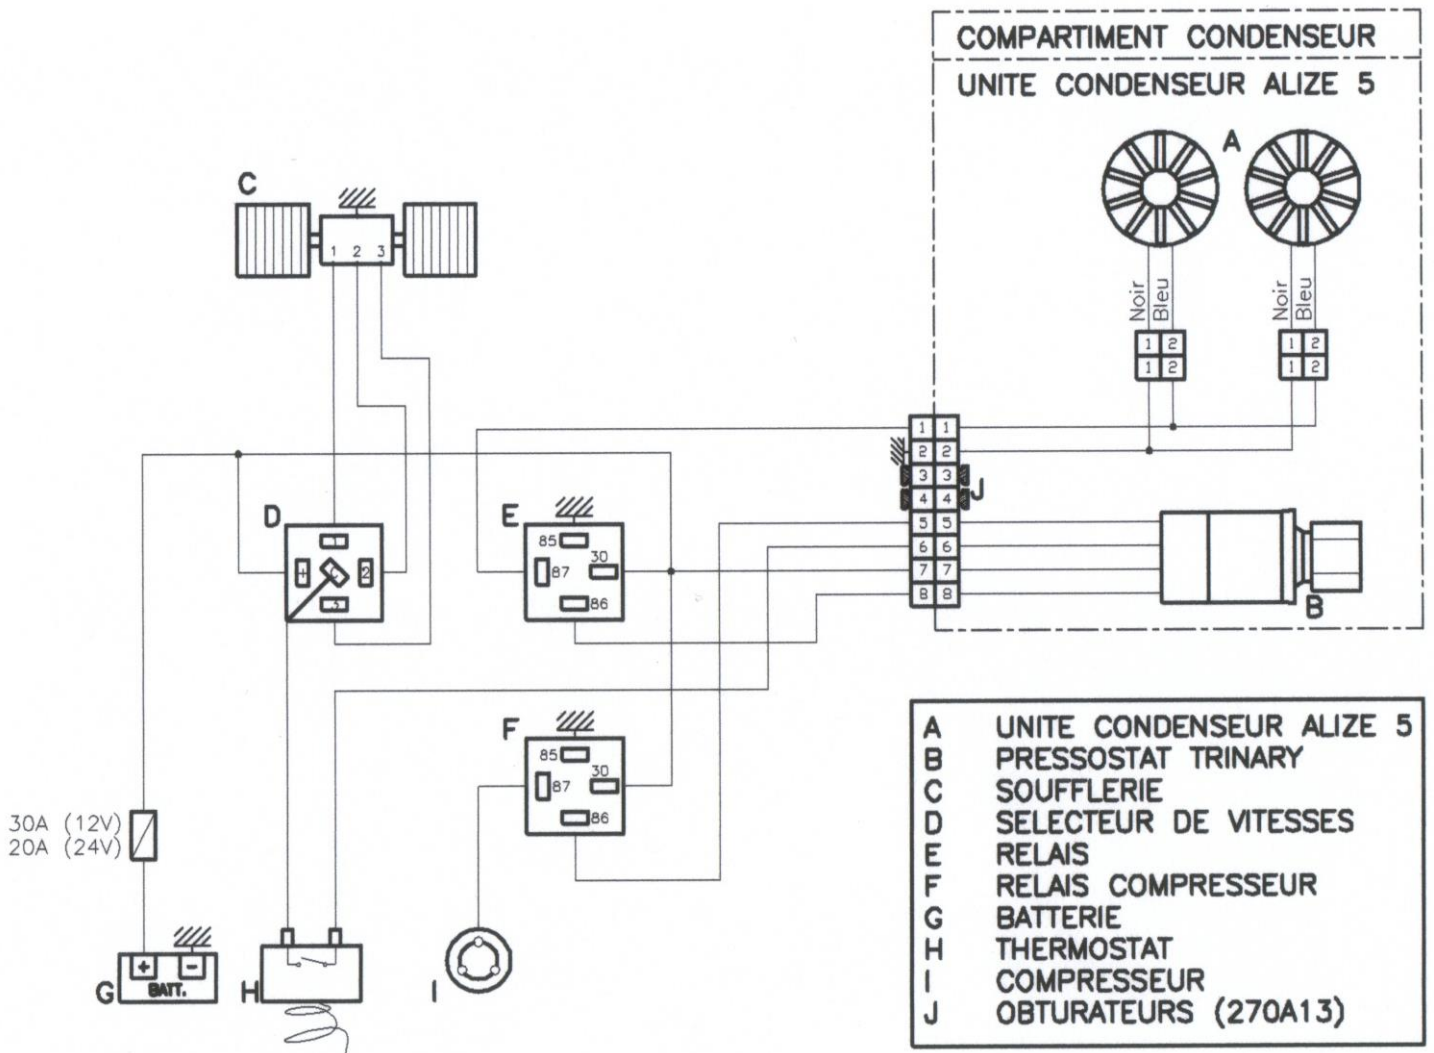 COMPARTIMENT CONDENSEUR
UNITE CONDENSEUR ALIZE 5
A
C
1 2 3
Noir
Bleu
Noir
Bleu
1 2
1 2
1 2
1 2
1 1
2 2
3 3
4 4
J
5 5
6 6
7 7
8 8
B
D
1
+
2
3
E
85
30
87
86
F
85
30
87
86
30A (12V)
20A (24V)
G
+ -
BATT.
H
I
A UNITE CONDENSEUR ALIZE 5
B PRESSOSTAT TRINARY
C SOUFFLERIE
D SELECTEUR DE VITESSES
E RELAIS
F RELAIS COMPRESSEUR
G BATTERIE
H THERMOSTAT
I COMPRESSEUR
J OBTURATEURS (270A13)